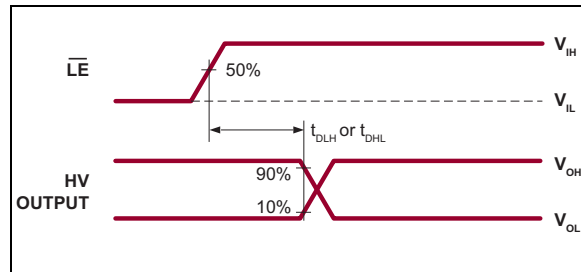 LE
50%
V_IH
V_IL
t_DLH or t_DHL
HV
OUTPUT
90%
10%
V_OH
V_OL